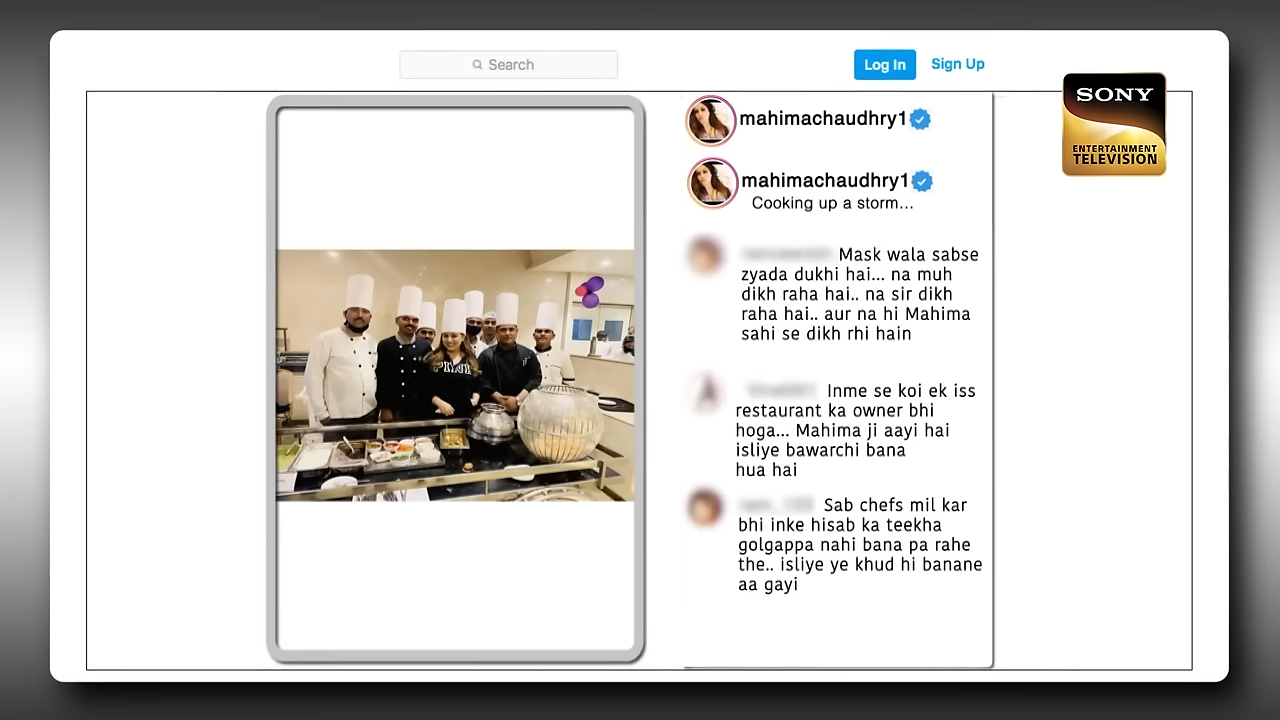 Search
Log In
Sign Up
SONY
ENTERTAINMENT
TELEVISION
mahimachaudhry1
mahimachaudhry1
Cooking up a storm...
Mask wala sabse
zyada dukhi hai... na muh
dikh raha hai.. na sir dikh
raha hai.. aur na hi Mahima
sahi se dikh rhi hain
Inme se koi ek iss
restaurant ka owner bhi
hoga... Mahima ji aayi hai
isliye bawarchi bana
hua hai
Sab chefs mil kar
bhi inke hisab ka teekha
golgappa nahi bana pa rahe
the.. isliye ye khud hi banane
aa gayi